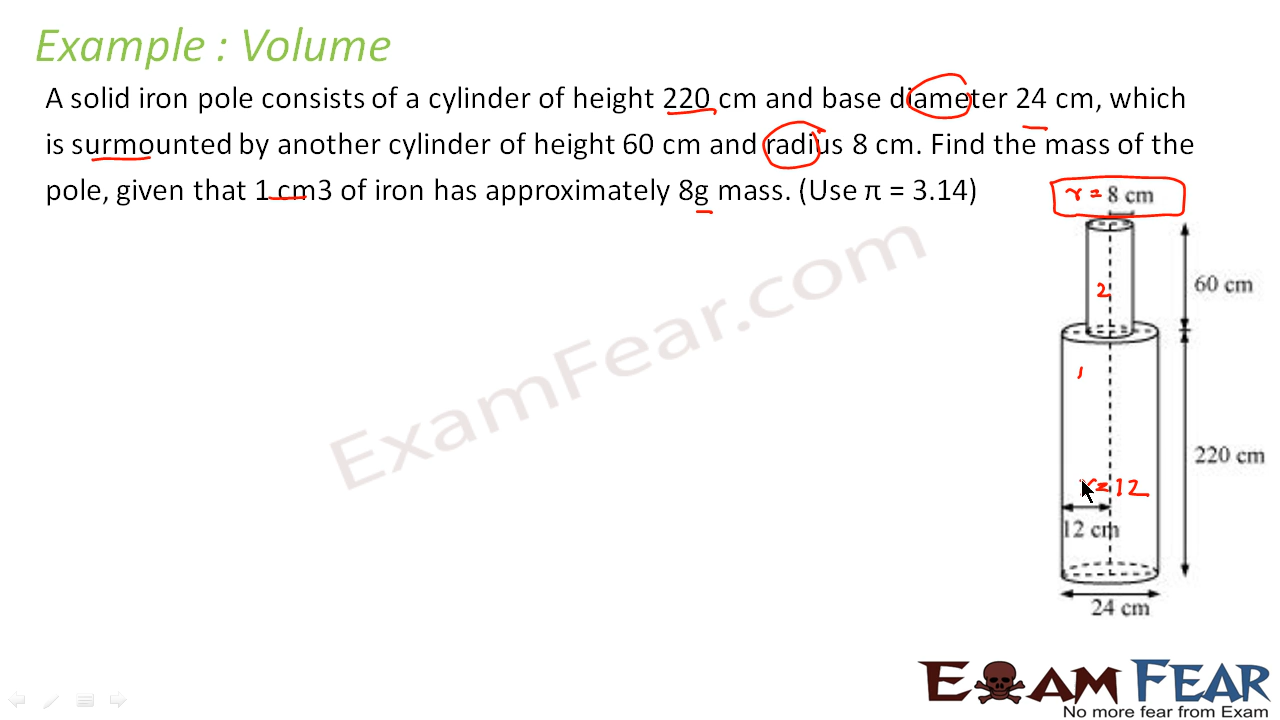 Example : Volume
A solid iron pole consists of a cylinder of height 220 cm and base diameter 24 cm, which
is surmounted by another cylinder of height 60 cm and radius 8 cm. Find the mass of the
pole, given that 1 cm3 of iron has approximately 8g mass. (Use π = 3.14)
r = 8 cm
ExamFear.com
2
60 cm
1
220 cm
r = 12
12 cm
24 cm
EXAM FEAR
No more fear from Exam